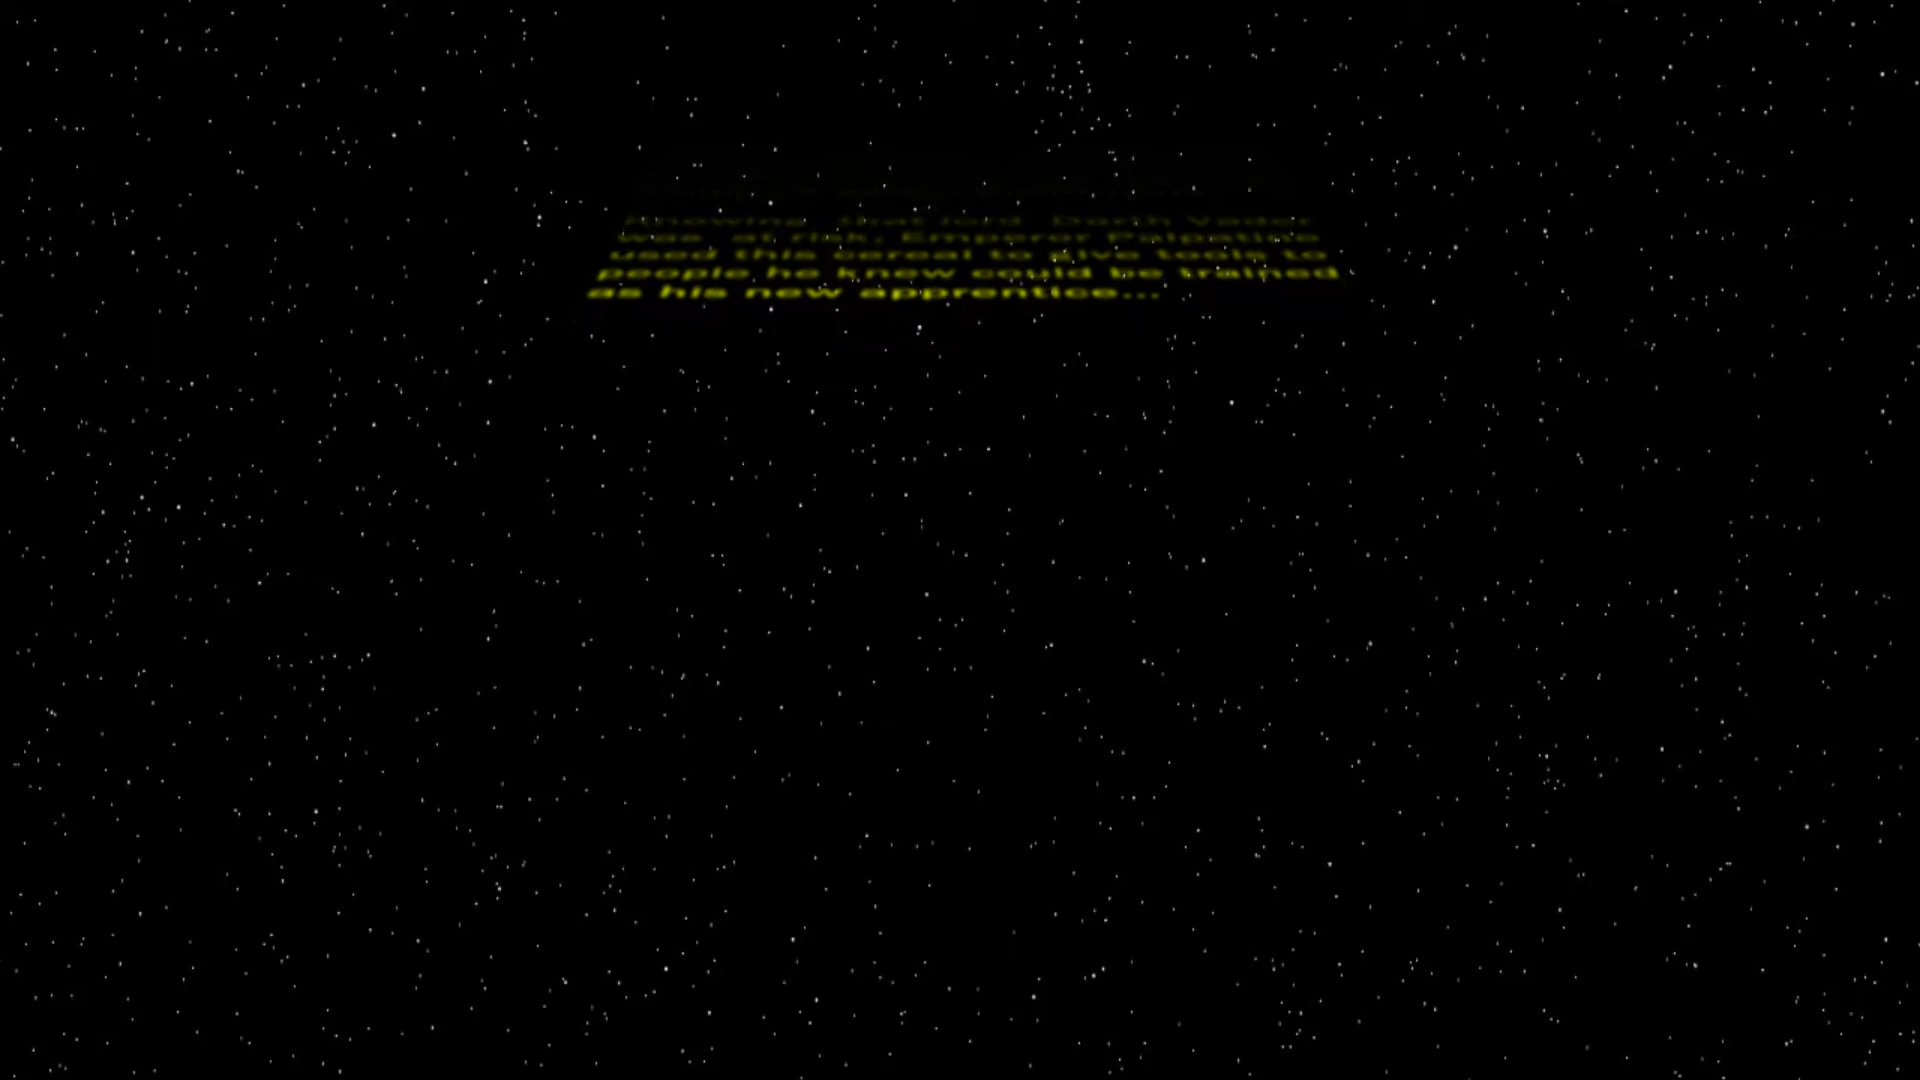 Knowing that lord Darth Vader
was at risk, Emperor Palpatine
used this cereal to give tools to
people he knew could be trained
as his new apprentice...